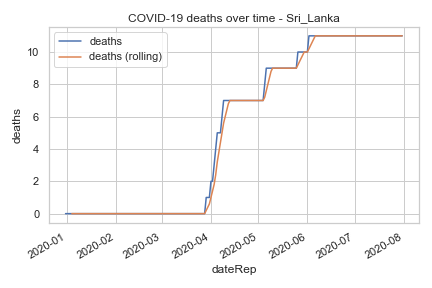 COVID-19 deaths over time - Sri_Lanka
deaths
deaths (rolling)
10
8
6
4
2
0
deaths
2020-01
2020-02
2020-03
2020-04
2020-05
2020-06
2020-07
2020-08
dateRep